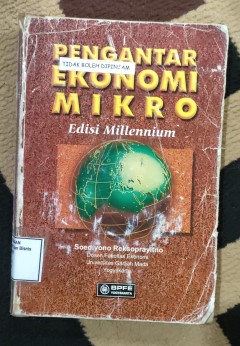 PENGANTAR
TIDAK BOLEH DIPINJAM
EKONOMI
MIKRO
Edisi Millennium
Soediyono Reksoprayitno
Dosen Fakultas Ekonomi
Universitas Gadjah Mada
Yogyakarta
BPFE
YOGYAKARTA